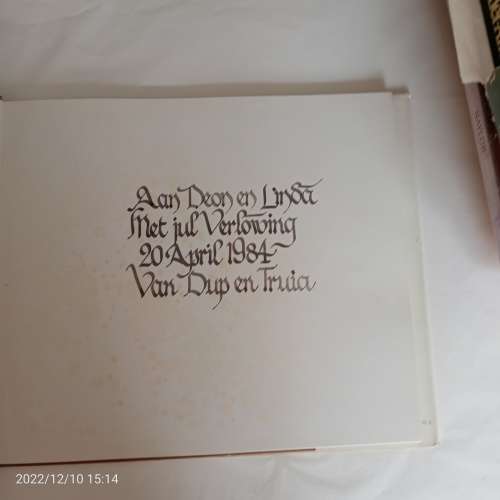 Aan Deon en Linda
Met jul Verlowing
20 April 1984
Van Dup en Truia
2022/12/10 15:14